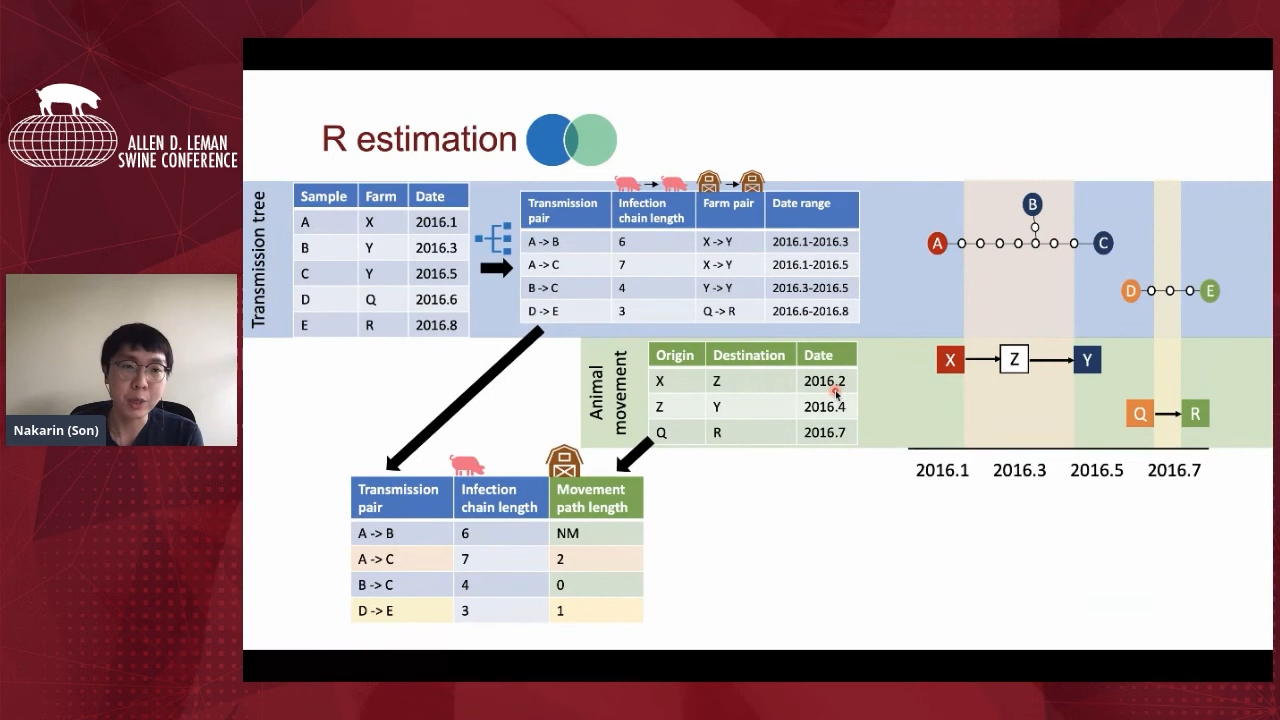 ALLEN D. LEMAN
SWINE CONFERENCE
Nakarin (Son)
R estimation
Transmission tree
Sample Farm Date
A X 2016.1
B Y 2016.3
C Y 2016.5
D Q 2016.6
E R 2016.8
Transmission pair Infection chain length Farm pair Date range
A -> B 6 X -> Y 2016.1-2016.3
A -> C 7 X -> Y 2016.1-2016.5
B -> C 4 Y -> Y 2016.3-2016.5
D -> E 3 Q -> R 2016.6-2016.8
B
A C
D E
Animal movement
Origin Destination Date
X Z 2016.2
Z Y 2016.4
Q R 2016.7
X Z Y
Q R
2016.1 2016.3 2016.5 2016.7
Transmission pair Infection chain length Movement path length
A -> B 6 NM
A -> C 7 2
B -> C 4 0
D -> E 3 1